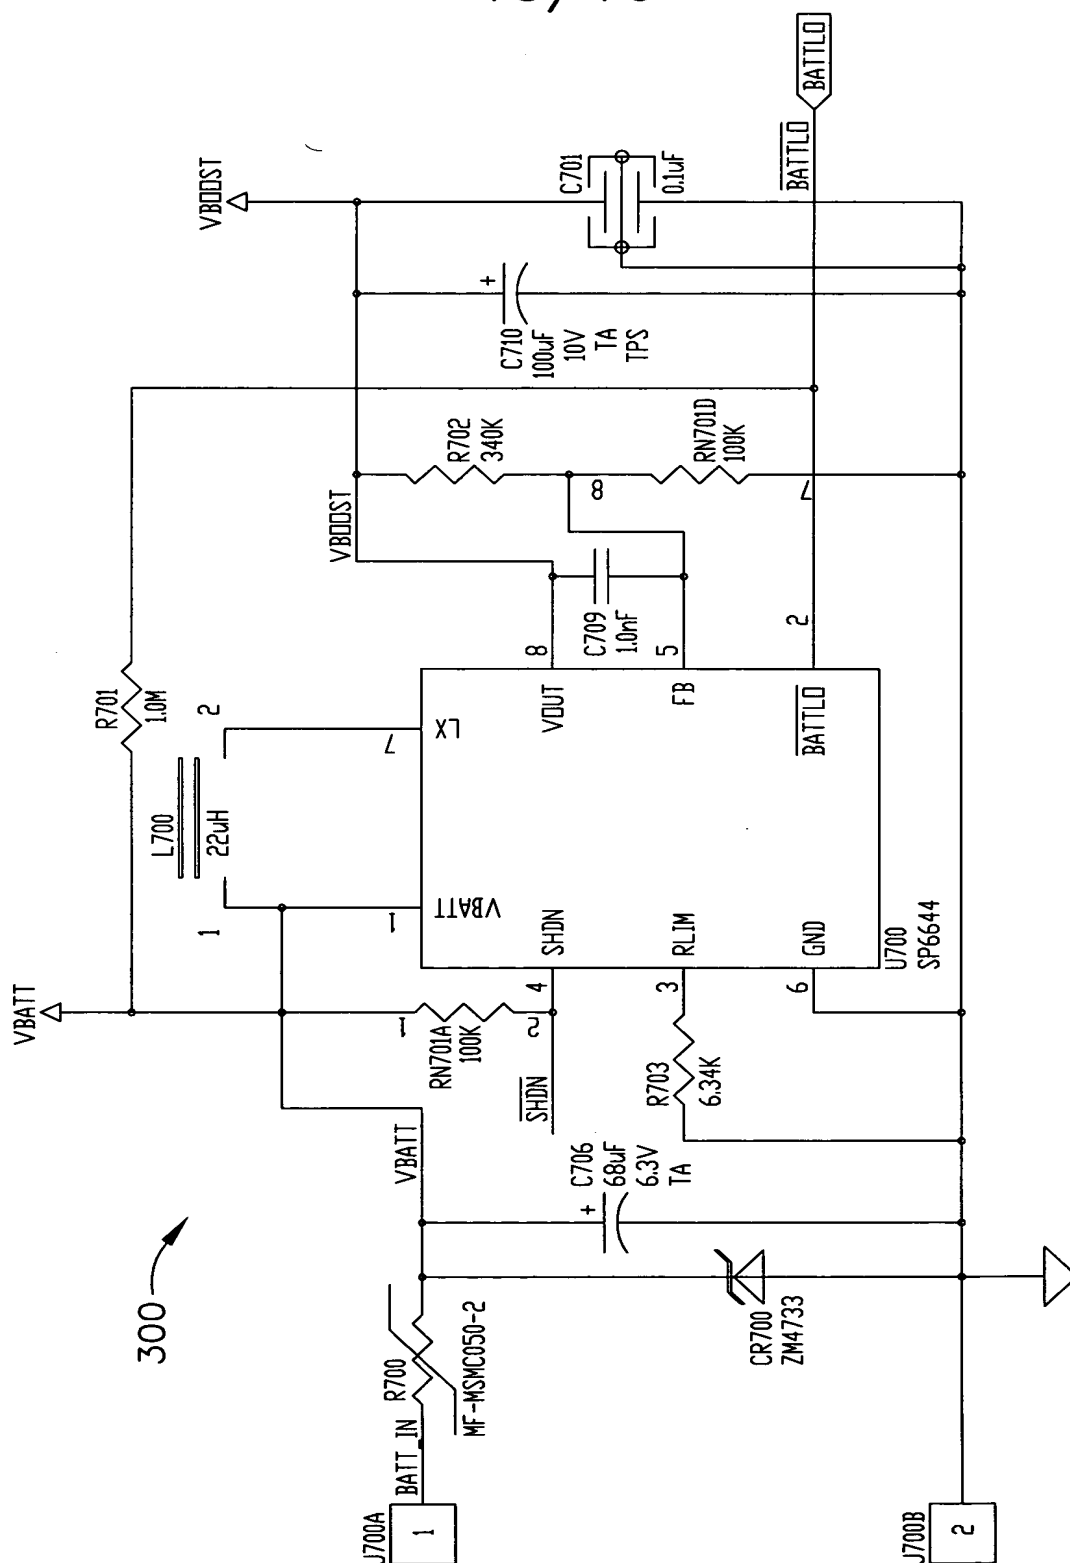 300
J700A
1
BATT_IN
R700
MF-MSMC050-2
VBATT
VBATT
CR700
ZM4733
C706
+
68uF
6.3V
TA
SHDN
RN701A
100K
1
2
R703
6.34K
L700
22uH
1
2
R701
1.0M
1
VBATT
7
LX
4
SHDN
3
RLIM
6
GND
VOUT
8
FB
5
BATTLO
2
U700
SP6644
C709
1.0nF
VBOOST
R702
340K
8
RN701D
100K
7
C710
+
100uF
10V
TA
TPS
VBOOST
C701
0.1uF
BATTLO
BATTLO
J700B
2